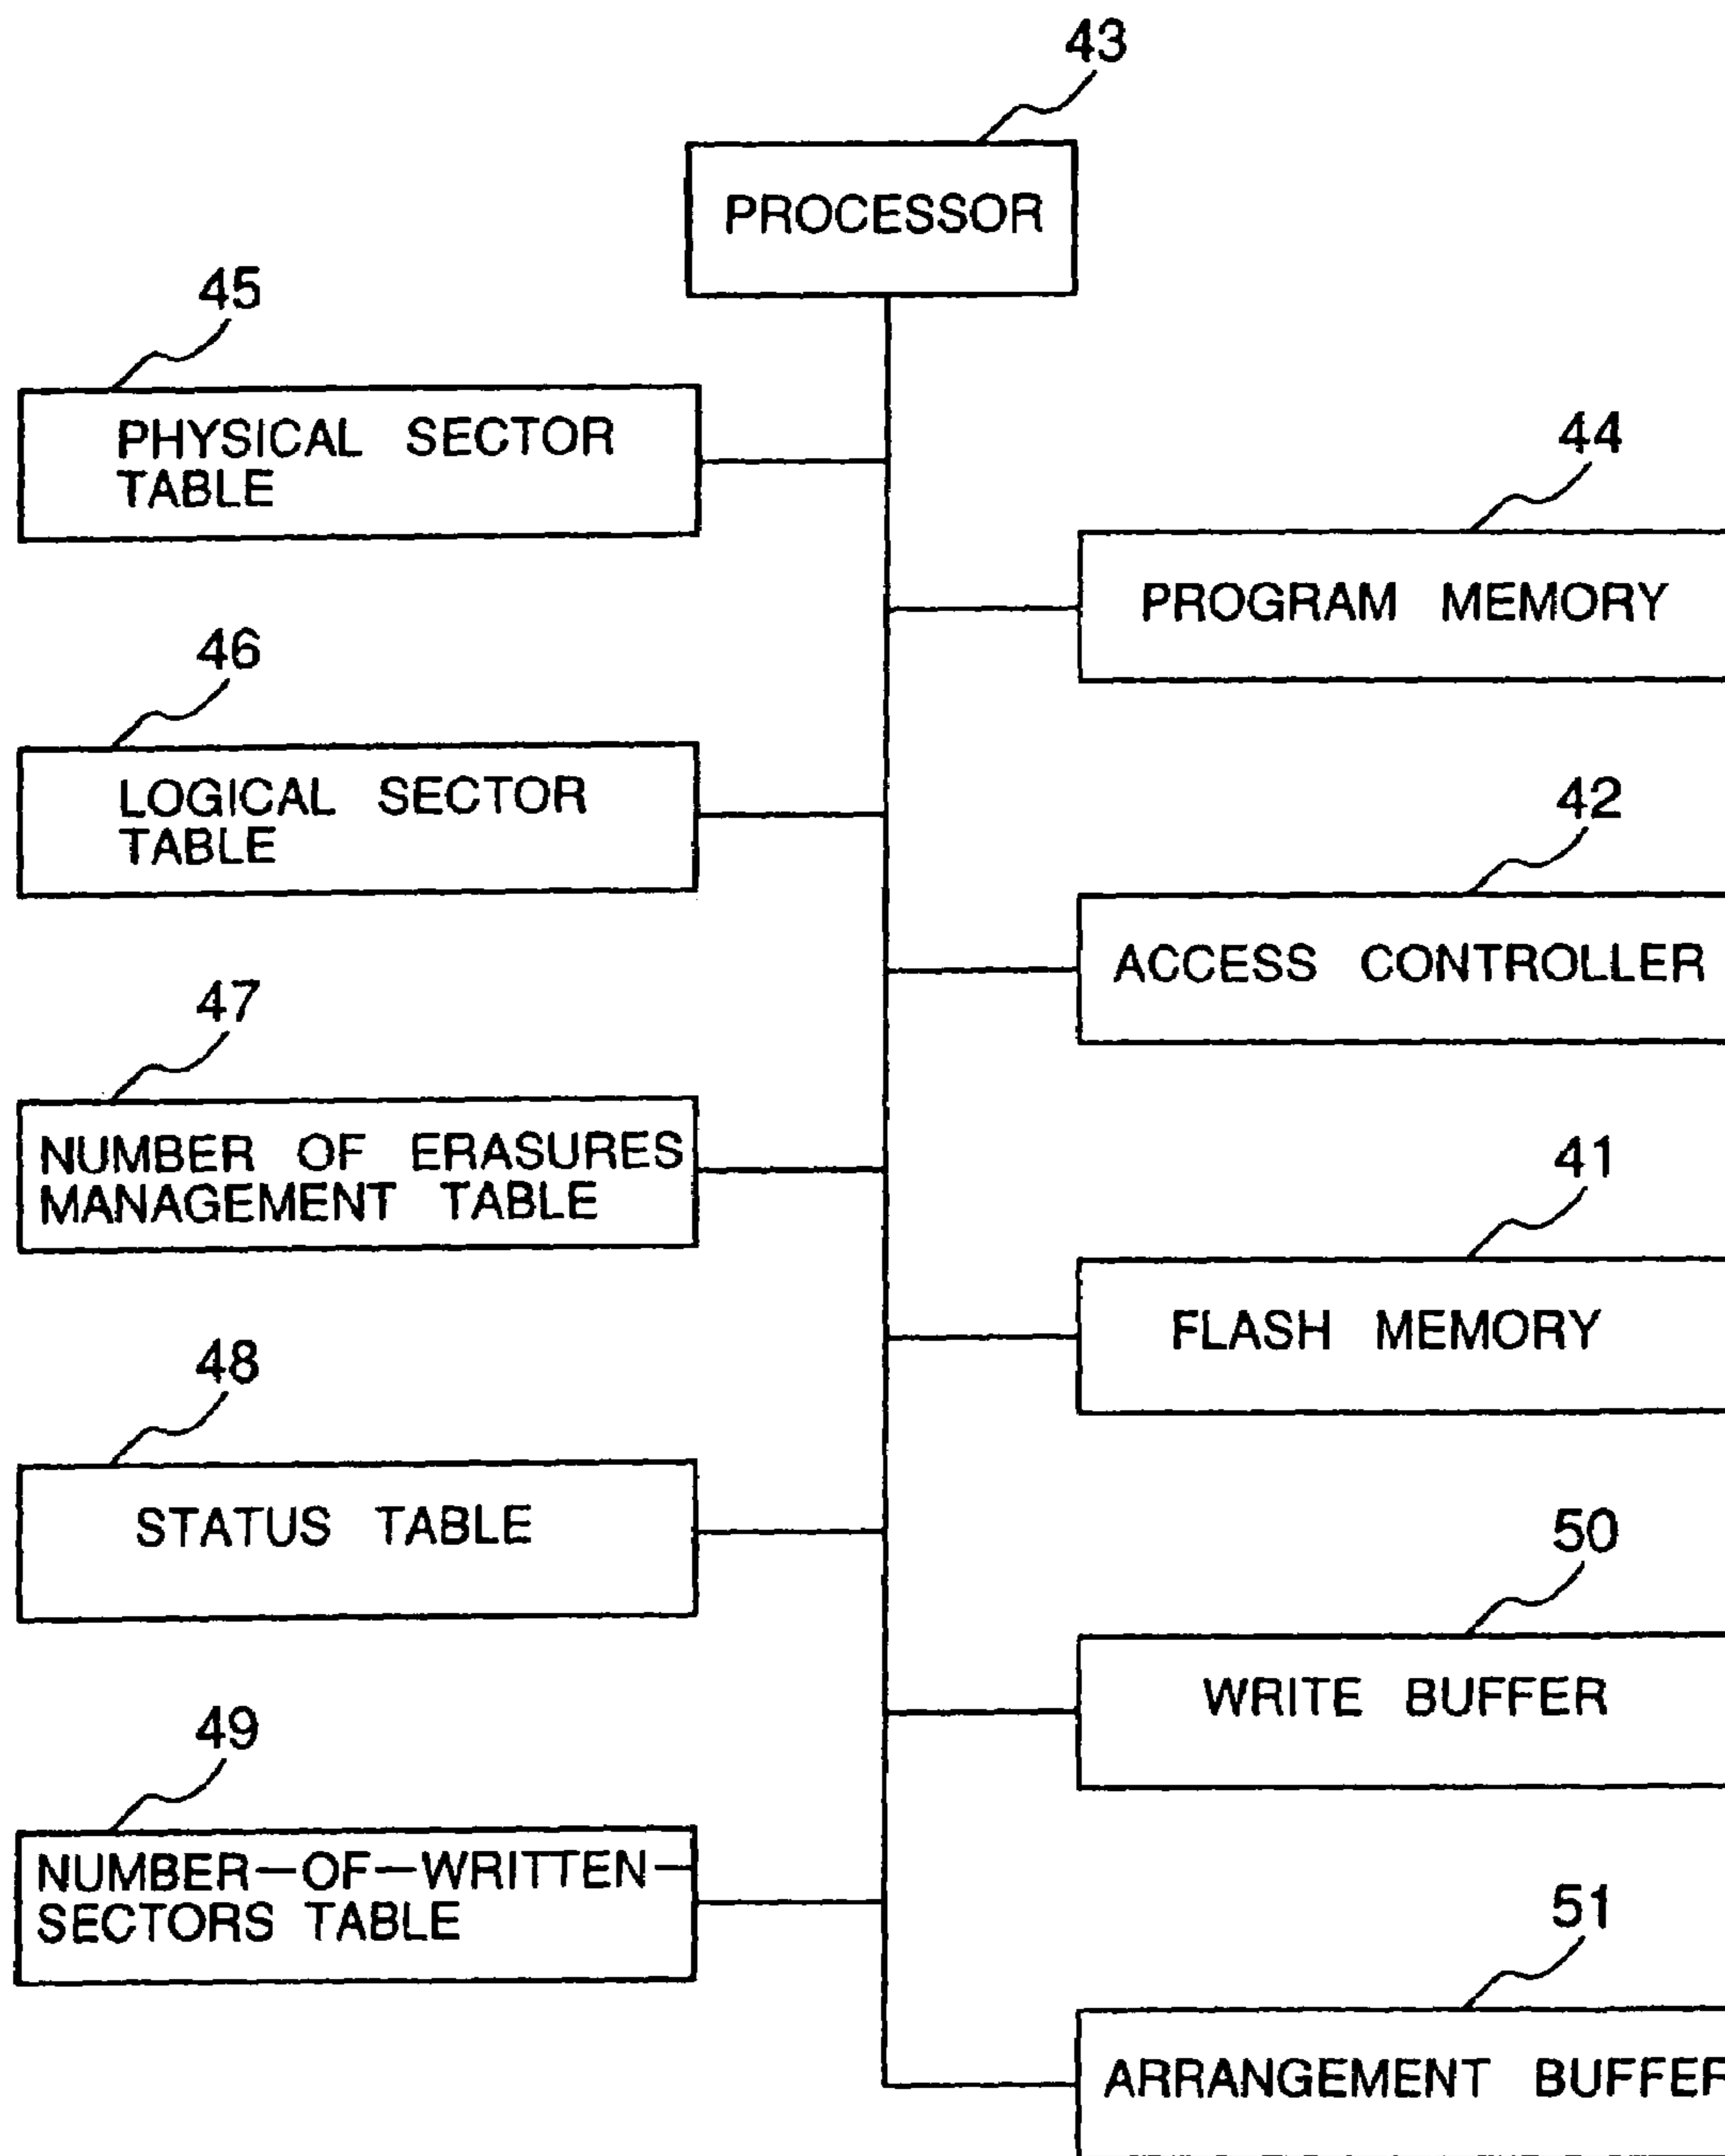 43
PROCESSOR
45
PHYSICAL SECTOR
TABLE
44
PROGRAM MEMORY
46
LOGICAL SECTOR
TABLE
42
ACCESS CONTROLLER
47
NUMBER OF ERASURES
MANAGEMENT TABLE
41
FLASH MEMORY
48
STATUS TABLE
50
WRITE BUFFER
49
NUMBER-OF-WRITTEN-
SECTORS TABLE
51
ARRANGEMENT BUFFER